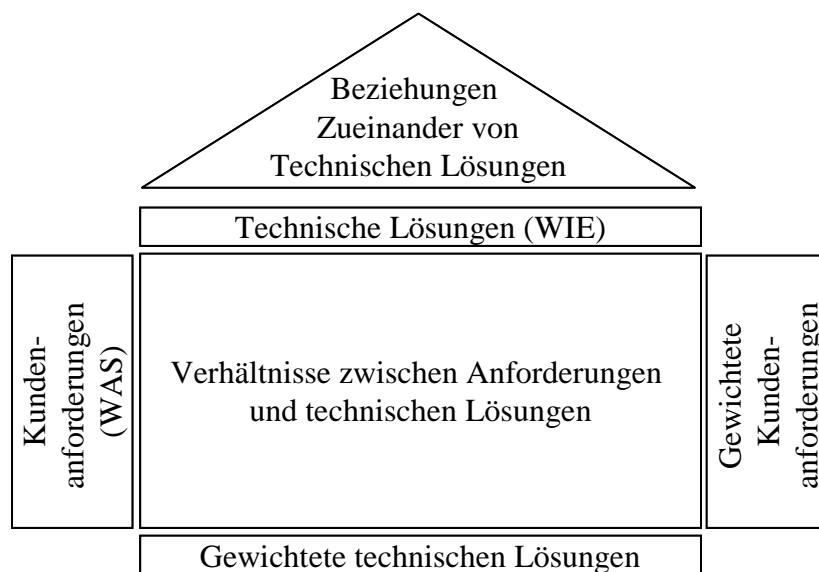 Beziehungen
Zueinander von
Technischen Lösungen
Technische Lösungen (WIE)
Kunden-
anforderungen
(WAS)
Verhältnisse zwischen Anforderungen
und technischen Lösungen
Gewichtete
Kunden-
anforderungen
Gewichtete technischen Lösungen